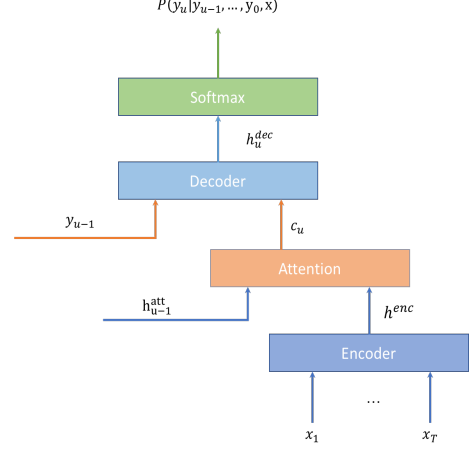 P(y_u|y_{u−1}, … , y_0, x)
Softmax
h_u^{dec}
Decoder
y_{u−1}
c_u
Attention
h_{u−1}^{att}
h^{enc}
Encoder
…
x_1
x_T